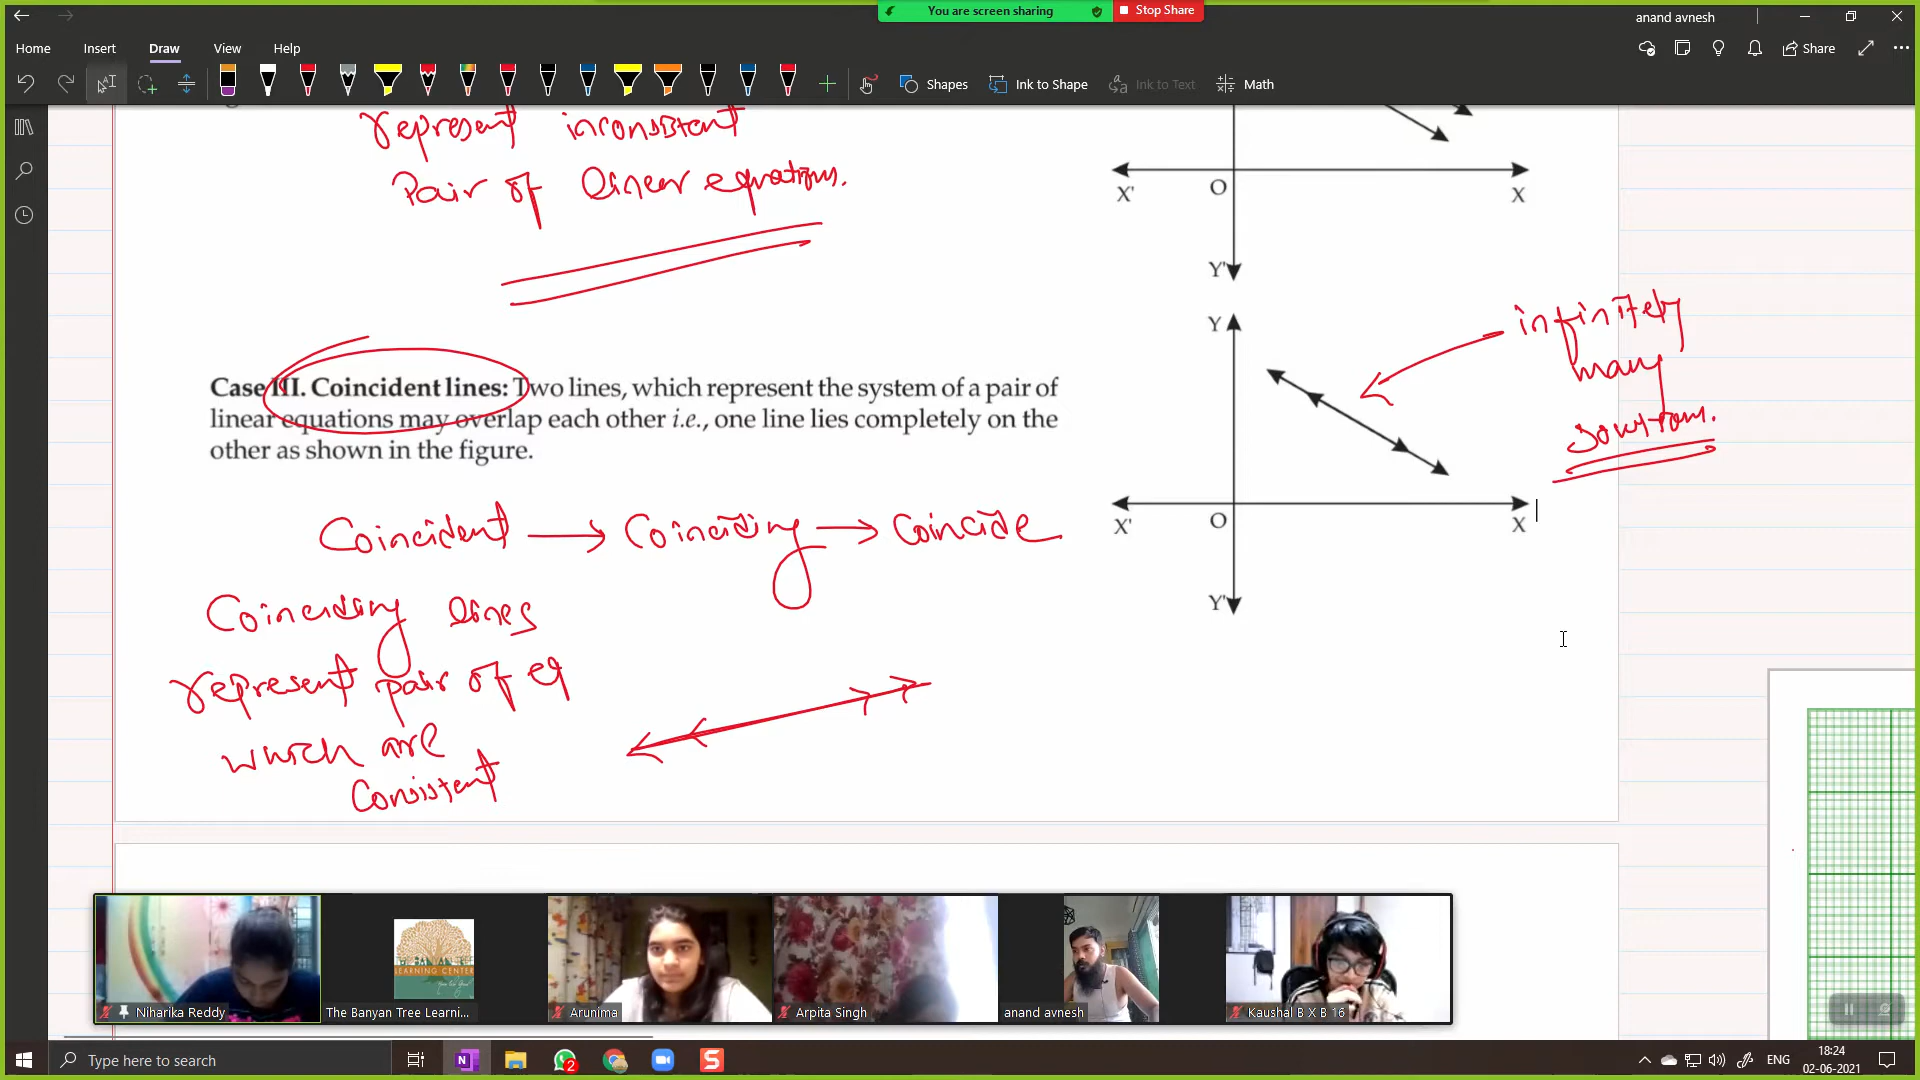 You are screen sharing
Stop Share
anand avnesh
Home Insert Draw View Help
Share
Shapes
Ink to Shape
Ink to Text
Math
represent inconsistent
Pair of linear equations.
X' O X
Y'
Y
infinitely
many
solutions.
Case III. Coincident lines: Two lines, which represent the system of a pair of
linear equations may overlap each other i.e., one line lies completely on the
other as shown in the figure.
X' O X
Y'
Coincident → Coinciding → Coincide
Coinciding lines
represent pair of eq
which are
Consistent
LEARNING CENTER
Niharika Reddy
The Banyan Tree Learni...
Arunima
Arpita Singh
anand avnesh
Kaushal B X B 16
Type here to search
N
2
S
ENG
18:24
02-06-2021